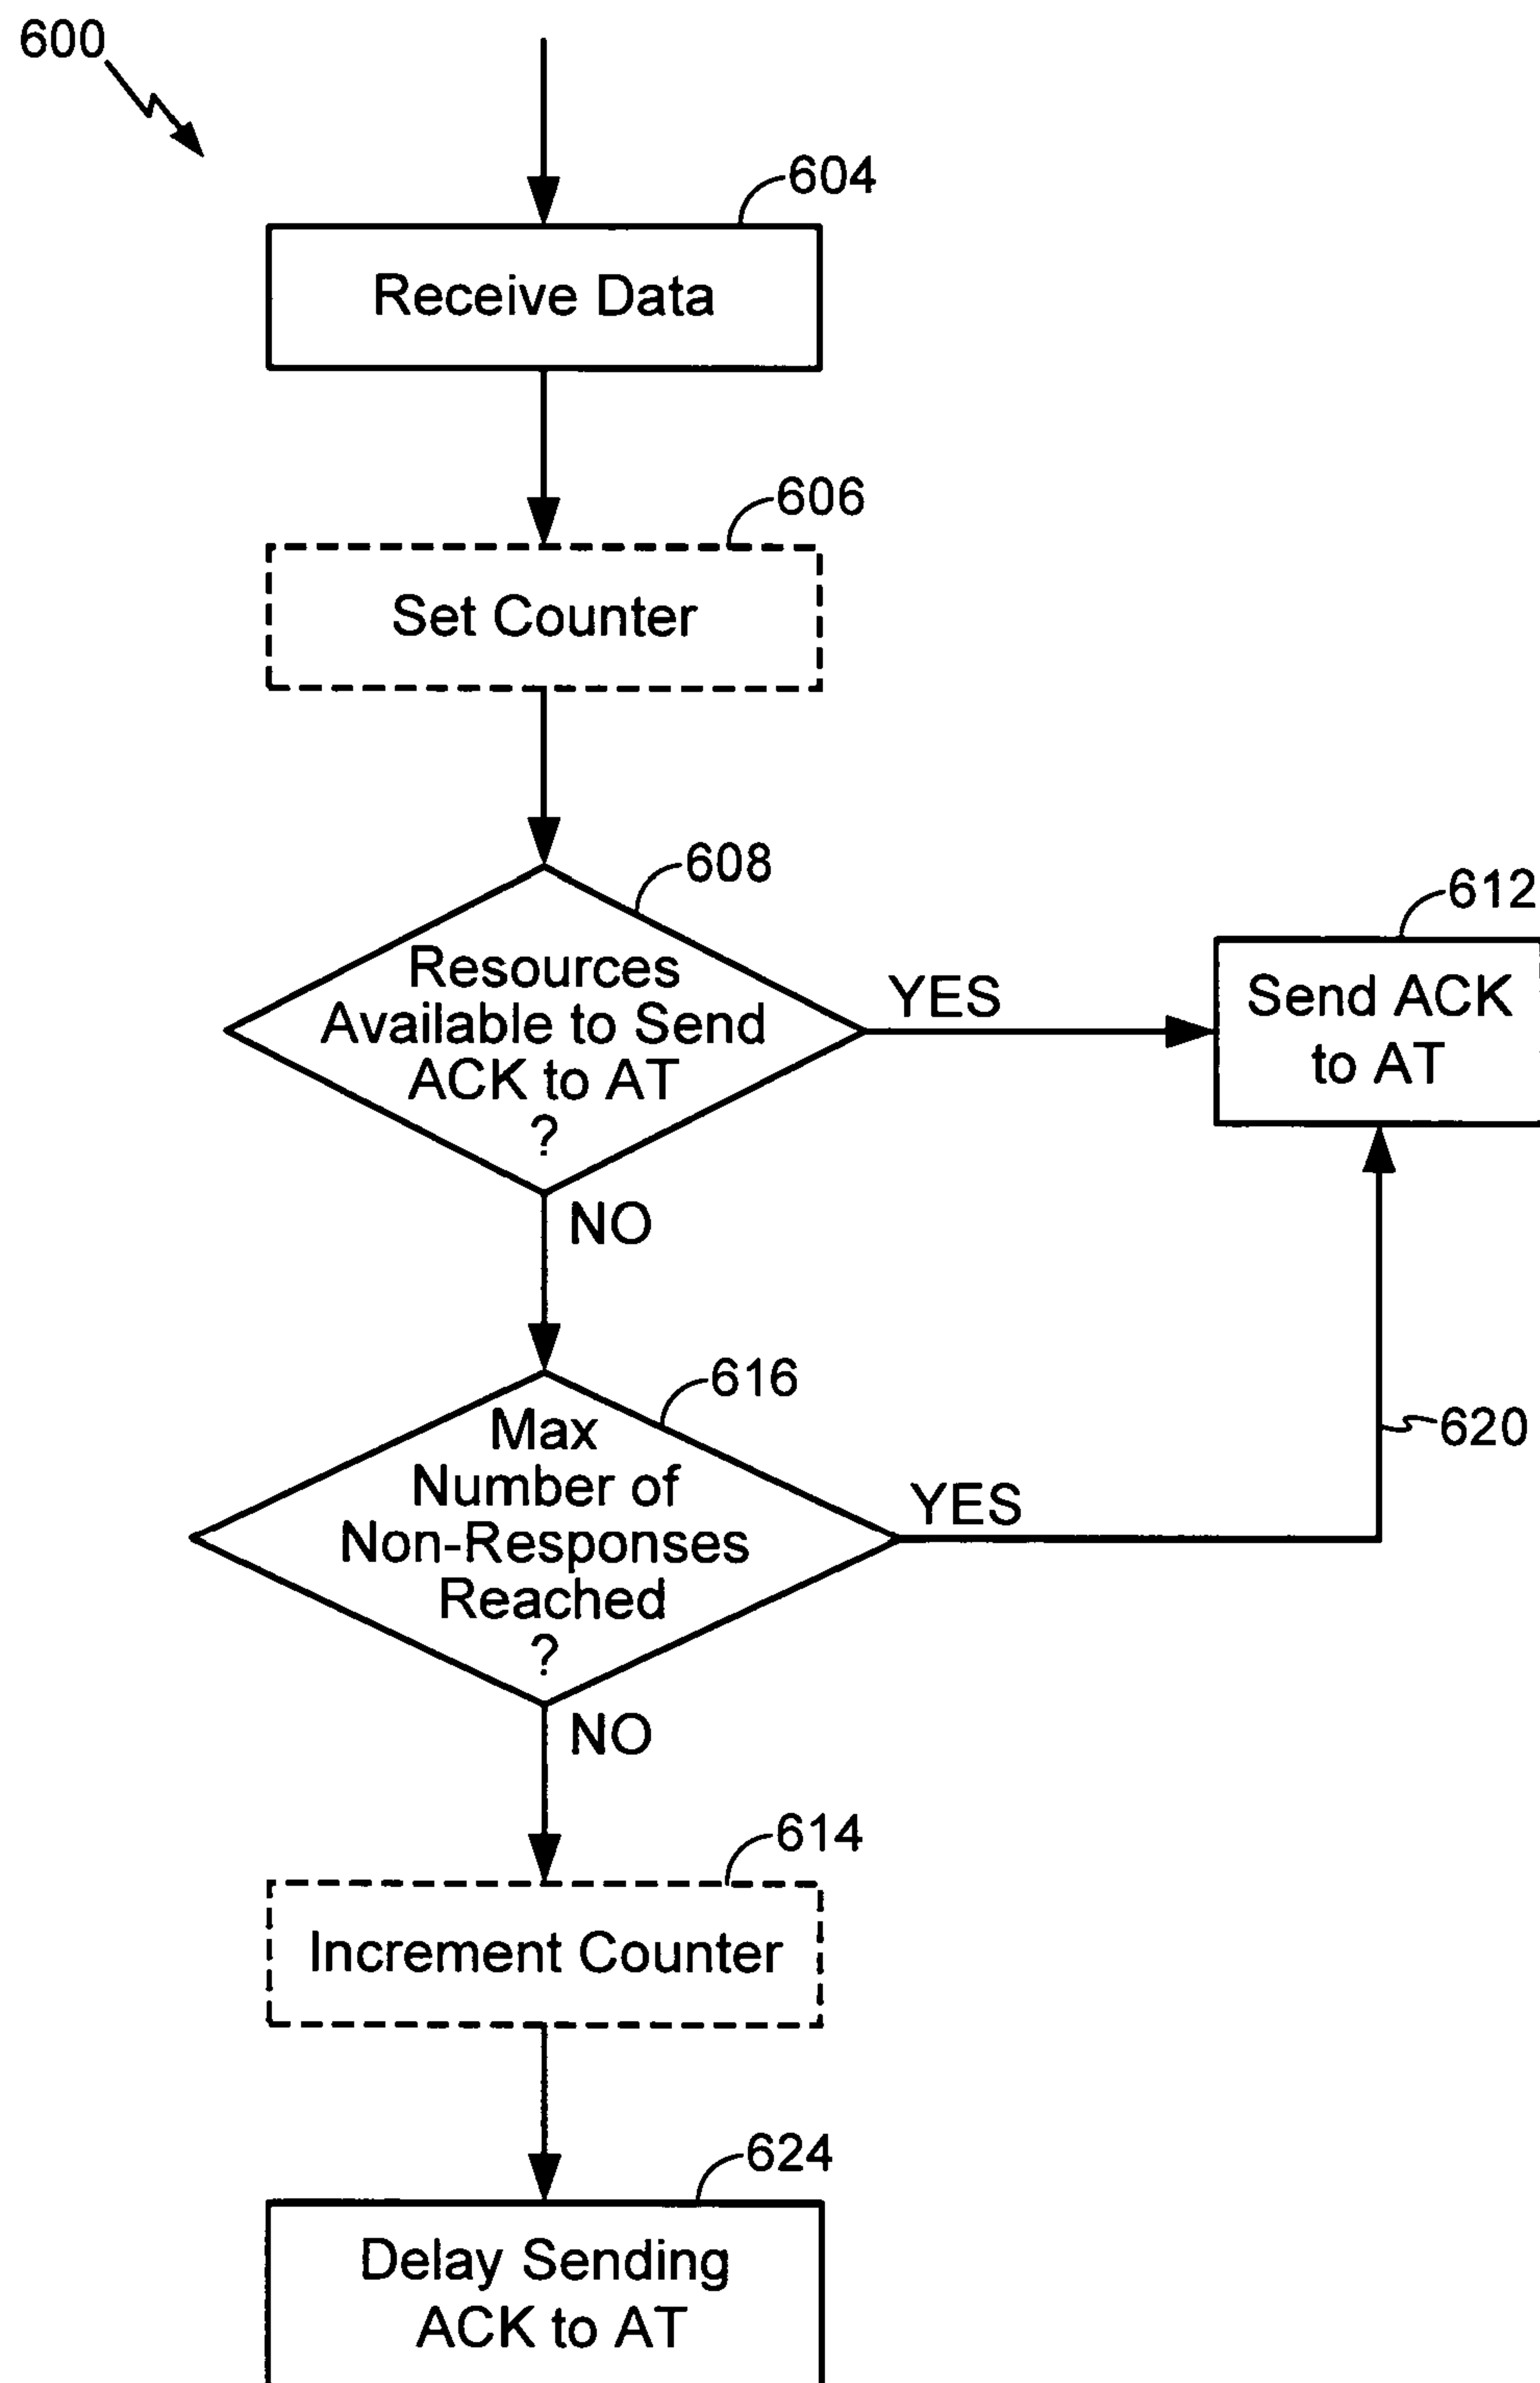 600
604
Receive Data
606
Set Counter
608
Resources
Available to Send
ACK to AT
?
YES
612
Send ACK
to AT
NO
616
Max
Number of
Non-Responses
Reached
?
YES
620
NO
614
Increment Counter
624
Delay Sending
ACK to AT